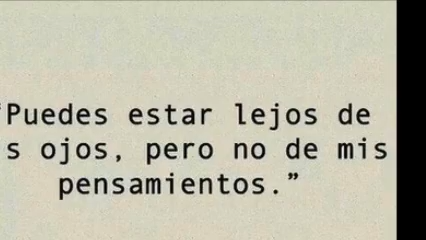 “Puedes estar lejos de
s ojos, pero no de mis
pensamientos.”